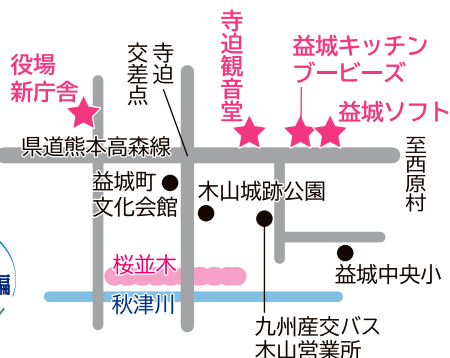 役場
新庁舎
寺迫
交差点
寺迫観音堂
益城キッチン
ブービーズ
益城ソフト
県道熊本高森線
至西原村
益城町
文化会館
木山城跡公園
桜並木
秋津川
益城中央小
九州産交バス
木山営業所
編